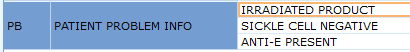 IRRADIATED PRODUCT
PB PATIENT PROBLEM INFO SICKLE CELL NEGATIVE
ANTI-E PRESENT